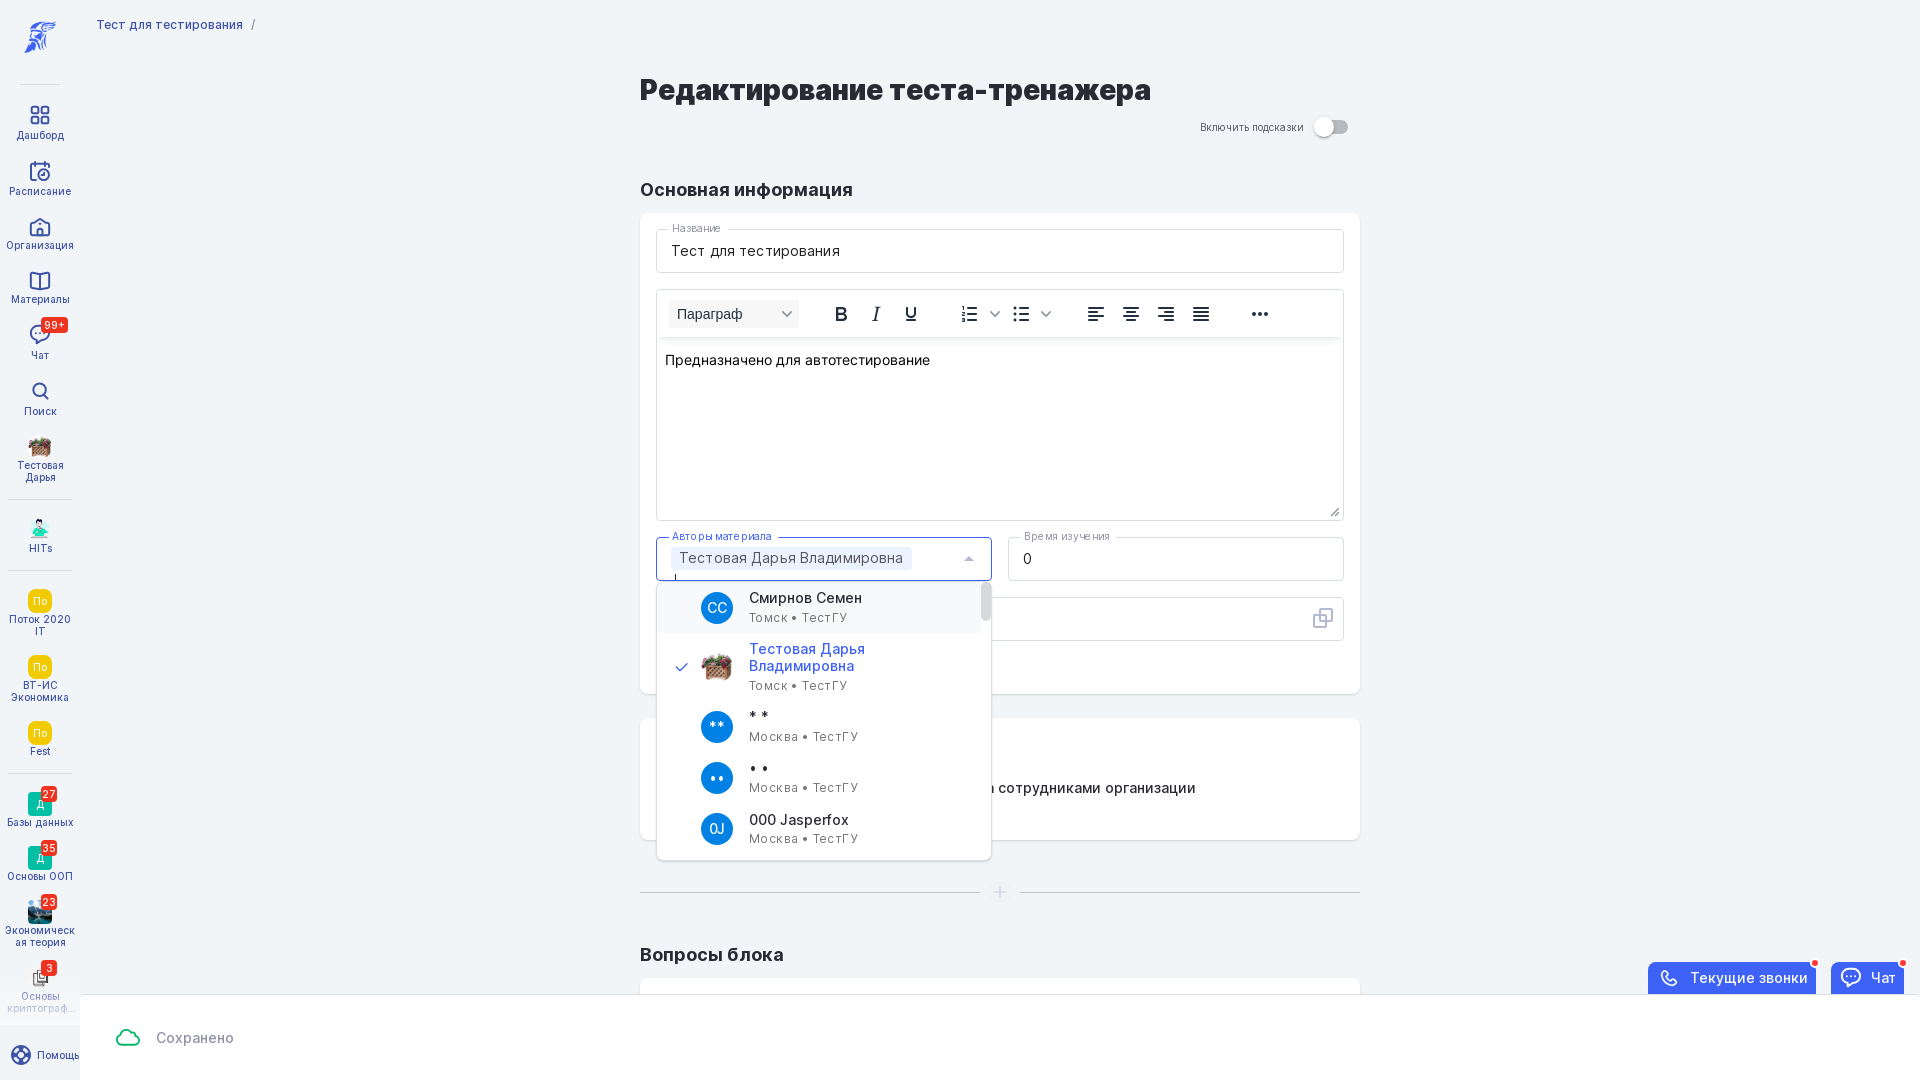 Тест для тестирования /
Редактирование теста-тренажера
Включить подсказки
Дашборд
Расписание
Организация
Материалы
99+
Чат
Поиск
Тестовая
Дарья
HITs
По
Поток 2020
IT
По
ВТ-ИС
Экономика
По
Fest
27
Д
Базы данных
35
Д
Основы ООП
23
Экономическ
ая теория
3
Основы
криптограф...
Помощь
Основная информация
Название
Тест для тестирования
Параграф
B I U
Предназначено для автотестирование
Авторы материала
Тестовая Дарья Владимировна
Время изучения
0
СС
Смирнов Семен
Томск • ТестГУ
Тестовая Дарья
Владимировна
Томск • ТестГУ
**
* *
Москва • ТестГУ
••
• •
Москва • ТестГУ
0J
000 Jasperfox
Москва • ТестГУ
сотрудниками организации
Вопросы блока
Текущие звонки
Чат
Сохранено